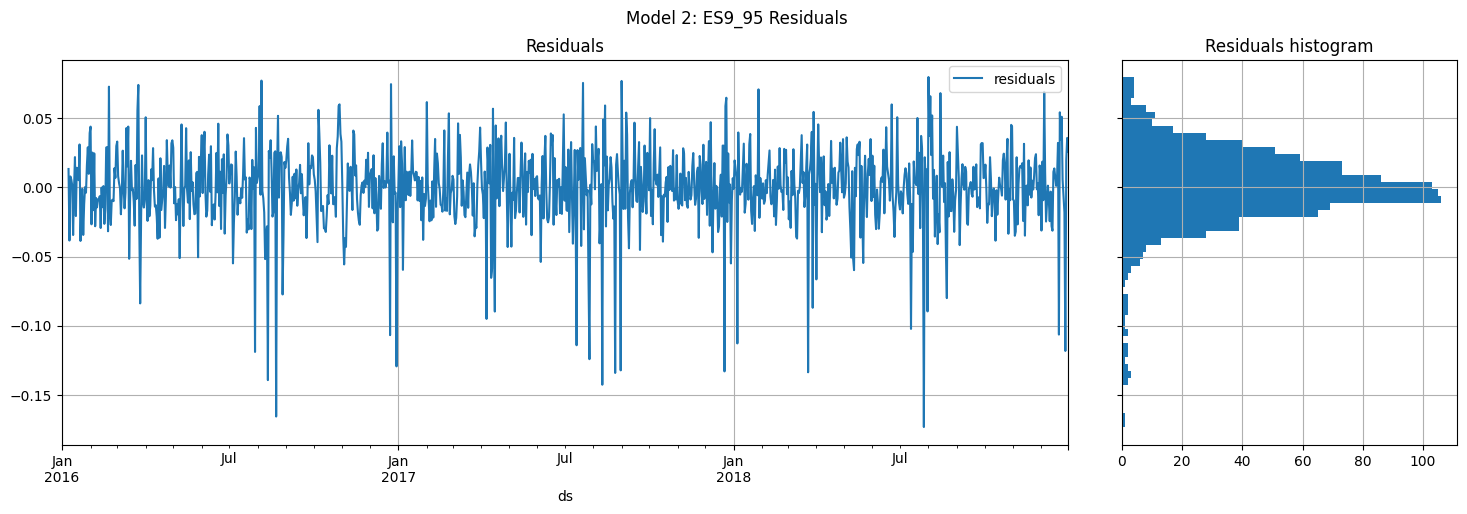 Model 2: ES9_95 Residuals
Residuals
residuals
0.05
0.00
−0.05
−0.10
−0.15
Jan
2016
Jul
Jan
2017
Jul
Jan
2018
Jul
ds
Residuals histogram
0 20 40 60 80 100